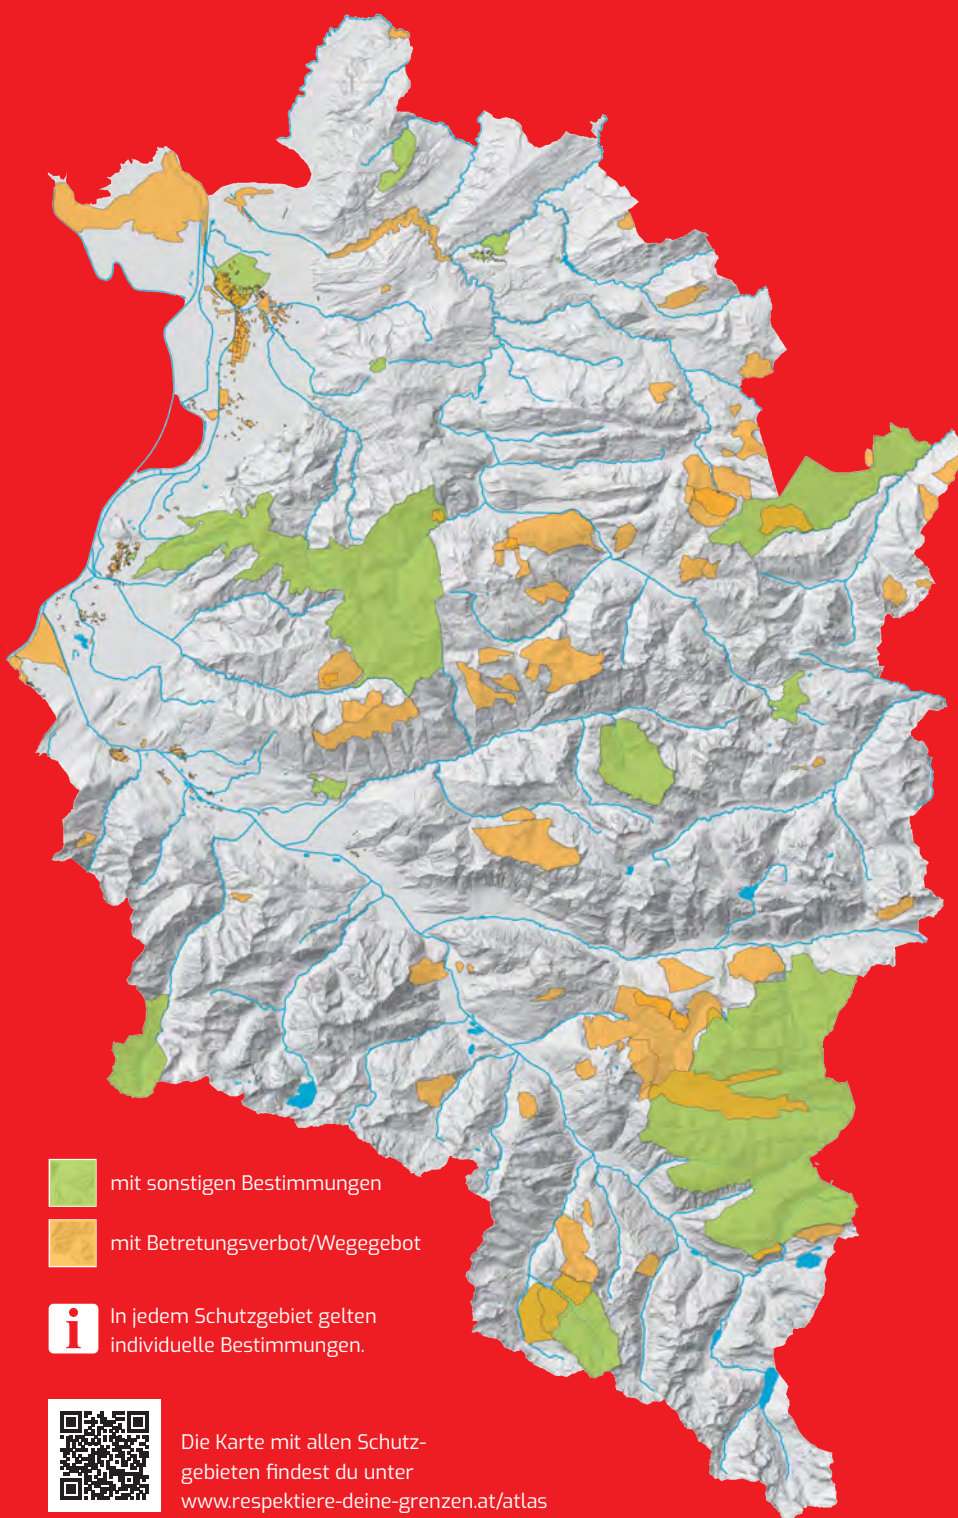 mit sonstigen Bestimmungen
mit Betretungsverbot/Wegegebot
i
In jedem Schutzgebiet gelten
individuelle Bestimmungen.
Die Karte mit allen Schutz-
gebieten findest du unter
www.respektiere-deine-grenzen.at/atlas